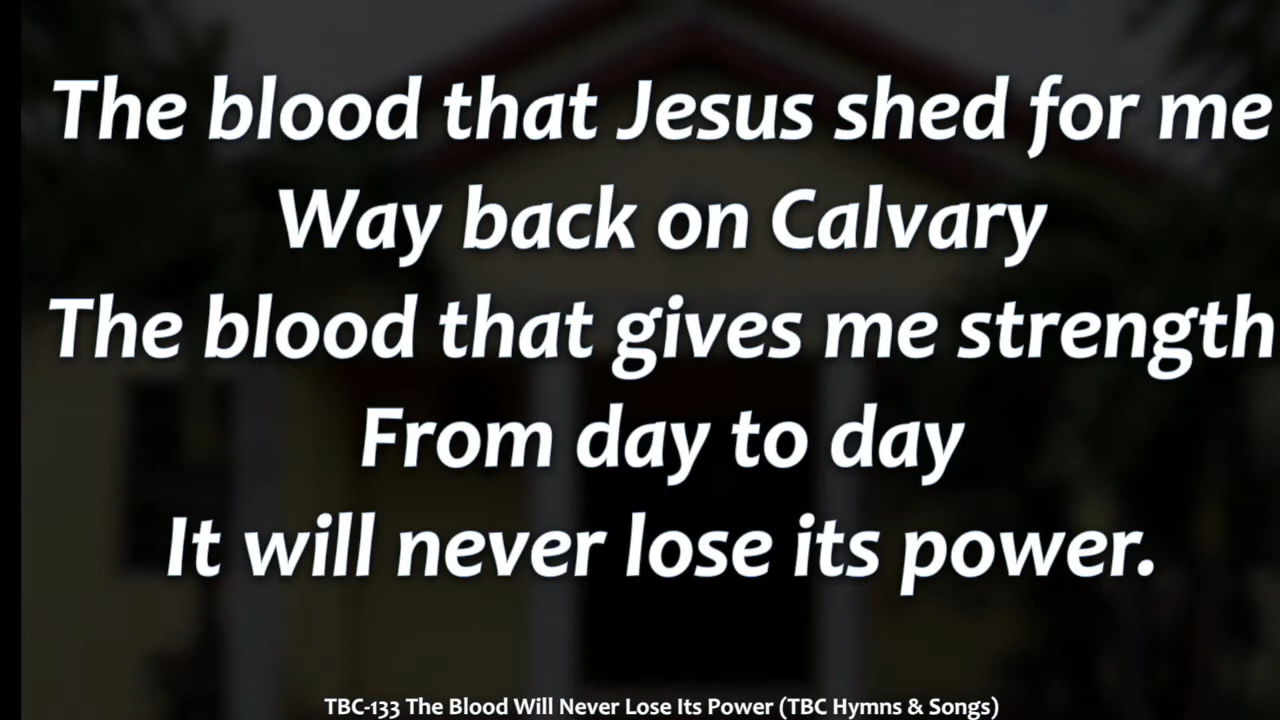 The blood that Jesus shed for me
Way back on Calvary
The blood that gives me strength
From day to day
It will never lose its power.
TBC-133 The Blood Will Never Lose Its Power (TBC Hymns & Songs)